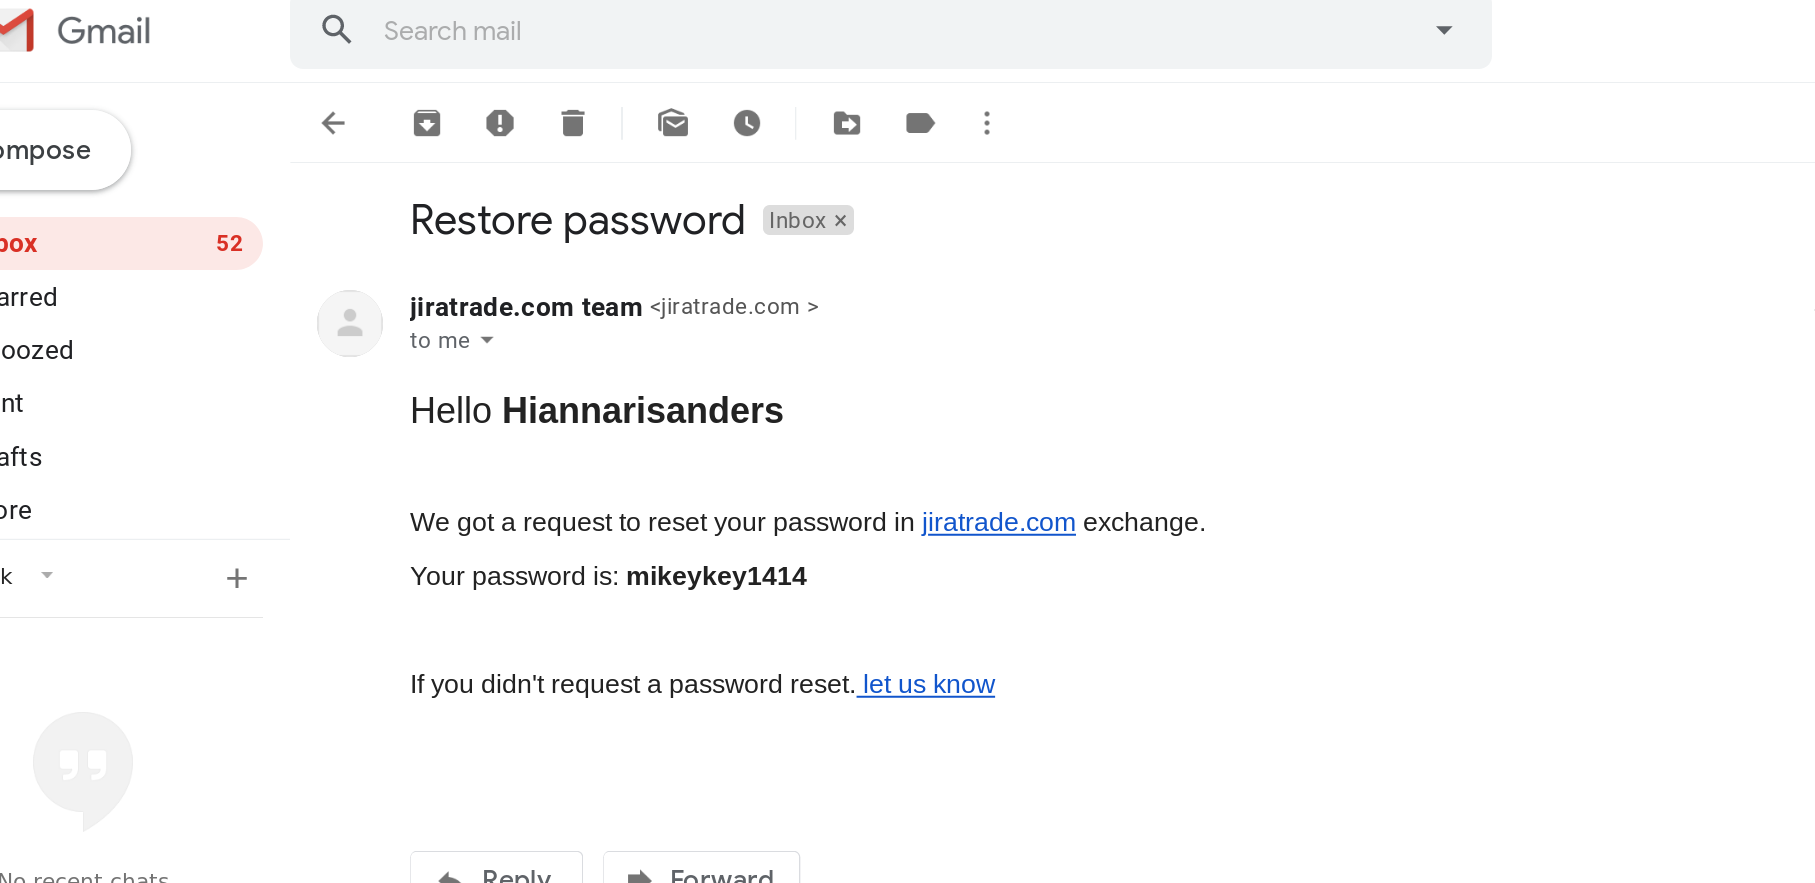 Gmail
Search mail
ompose
Restore password Inbox ×
box 52
arred
jiratrade.com team <jiratrade.com >
to me
oozed
nt
Hello Hiannarisanders
afts
ore
We got a request to reset your password in jiratrade.com exchange.
k
Your password is: mikeykey1414
If you didn't request a password reset. let us know
No recent chats
Reply
Forward